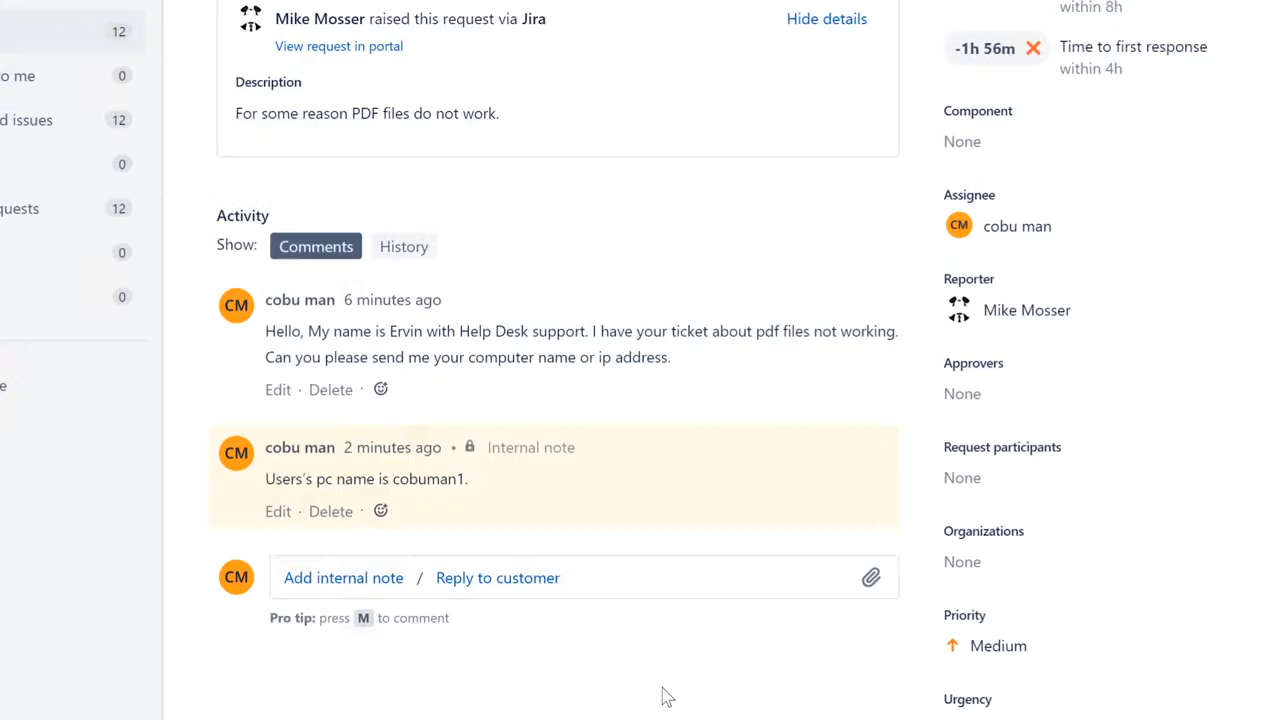 12
Mike Mosser raised this request via Jira
Hide details
View request in portal
Description
For some reason PDF files do not work.
o me 0
d issues 12
0
quests 12
0
0
e
Activity
Show: Comments History
CM cobu man 6 minutes ago
Hello, My name is Ervin with Help Desk support. I have your ticket about pdf files not working.
Can you please send me your computer name or ip address.
Edit · Delete ·
CM cobu man 2 minutes ago • Internal note
Users's pc name is cobuman1.
Edit · Delete ·
CM Add internal note / Reply to customer
Pro tip: press M to comment
within 8h
-1h 56m Time to first response
within 4h
Component
None
Assignee
CM cobu man
Reporter
Mike Mosser
Approvers
None
Request participants
None
Organizations
None
Priority
Medium
Urgency